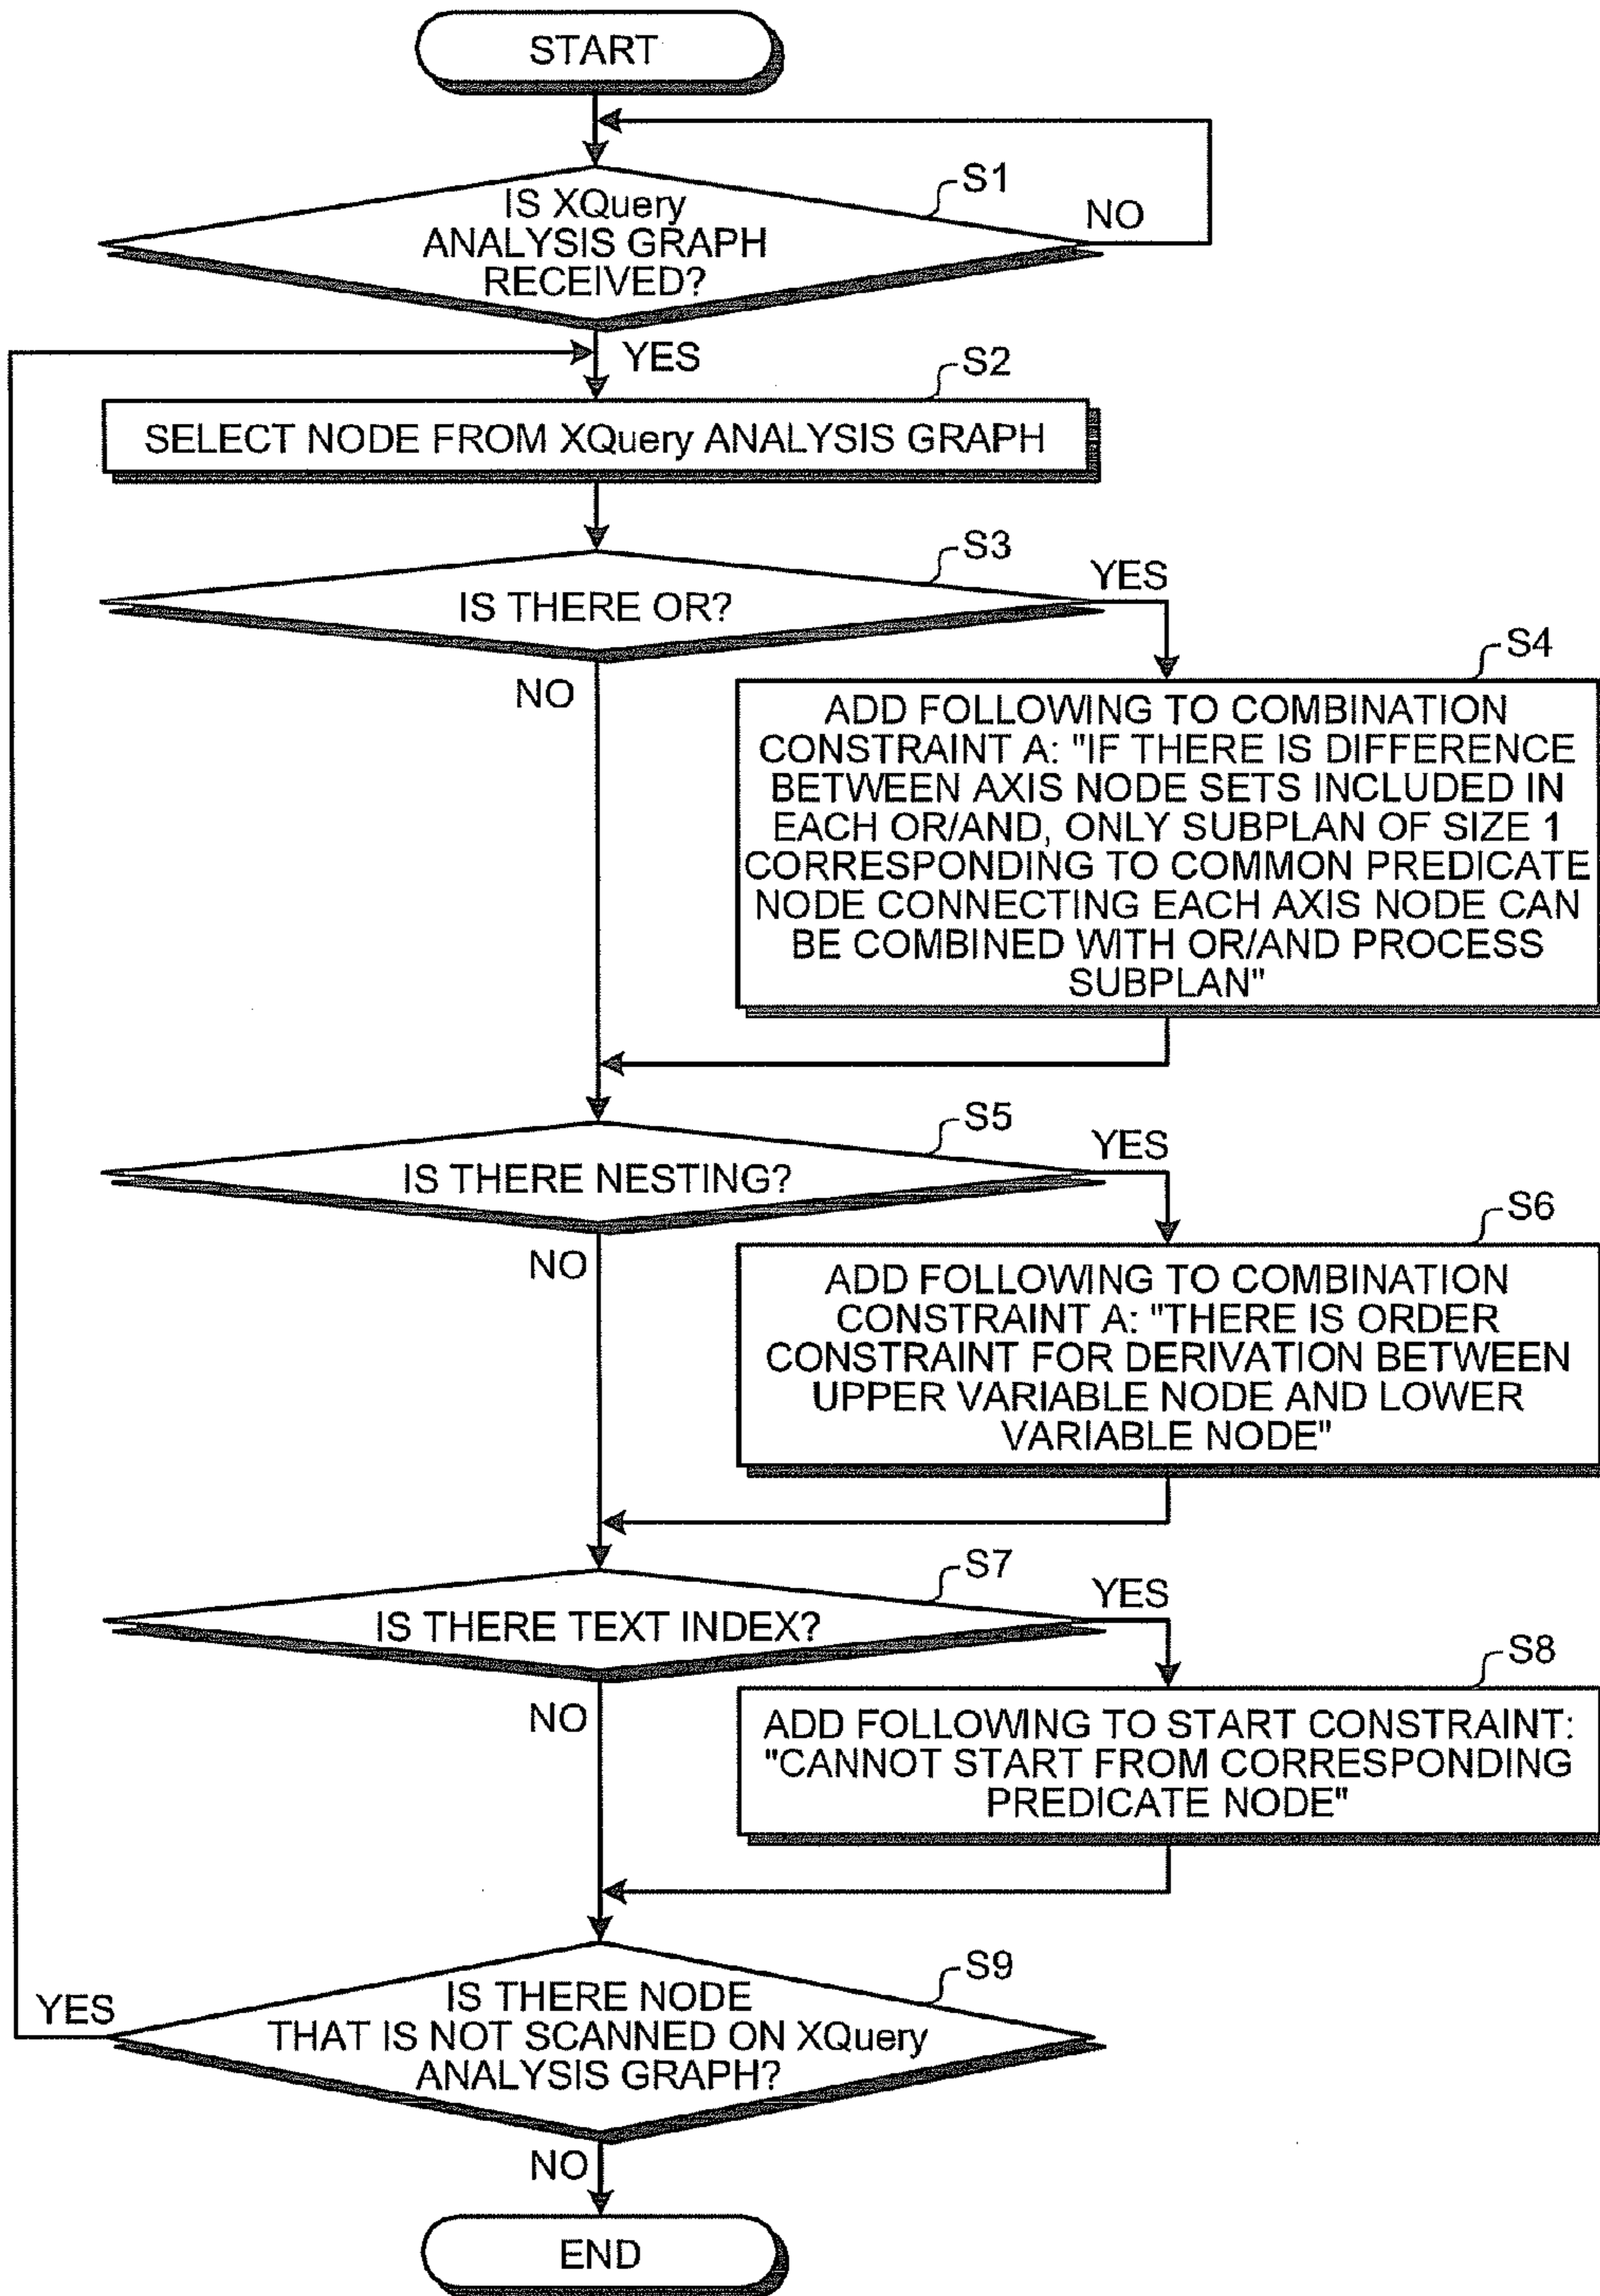 START
S1
IS XQuery
ANALYSIS GRAPH
RECEIVED?
NO
YES
S2
SELECT NODE FROM XQuery ANALYSIS GRAPH
S3
IS THERE OR?
YES
NO
S4
ADD FOLLOWING TO COMBINATION
CONSTRAINT A: "IF THERE IS DIFFERENCE
BETWEEN AXIS NODE SETS INCLUDED IN
EACH OR/AND, ONLY SUBPLAN OF SIZE 1
CORRESPONDING TO COMMON PREDICATE
NODE CONNECTING EACH AXIS NODE CAN
BE COMBINED WITH OR/AND PROCESS
SUBPLAN"
S5
IS THERE NESTING?
YES
NO
S6
ADD FOLLOWING TO COMBINATION
CONSTRAINT A: "THERE IS ORDER
CONSTRAINT FOR DERIVATION BETWEEN
UPPER VARIABLE NODE AND LOWER
VARIABLE NODE"
S7
IS THERE TEXT INDEX?
YES
NO
S8
ADD FOLLOWING TO START CONSTRAINT:
"CANNOT START FROM CORRESPONDING
PREDICATE NODE"
S9
IS THERE NODE
THAT IS NOT SCANNED ON XQuery
ANALYSIS GRAPH?
YES
NO
END